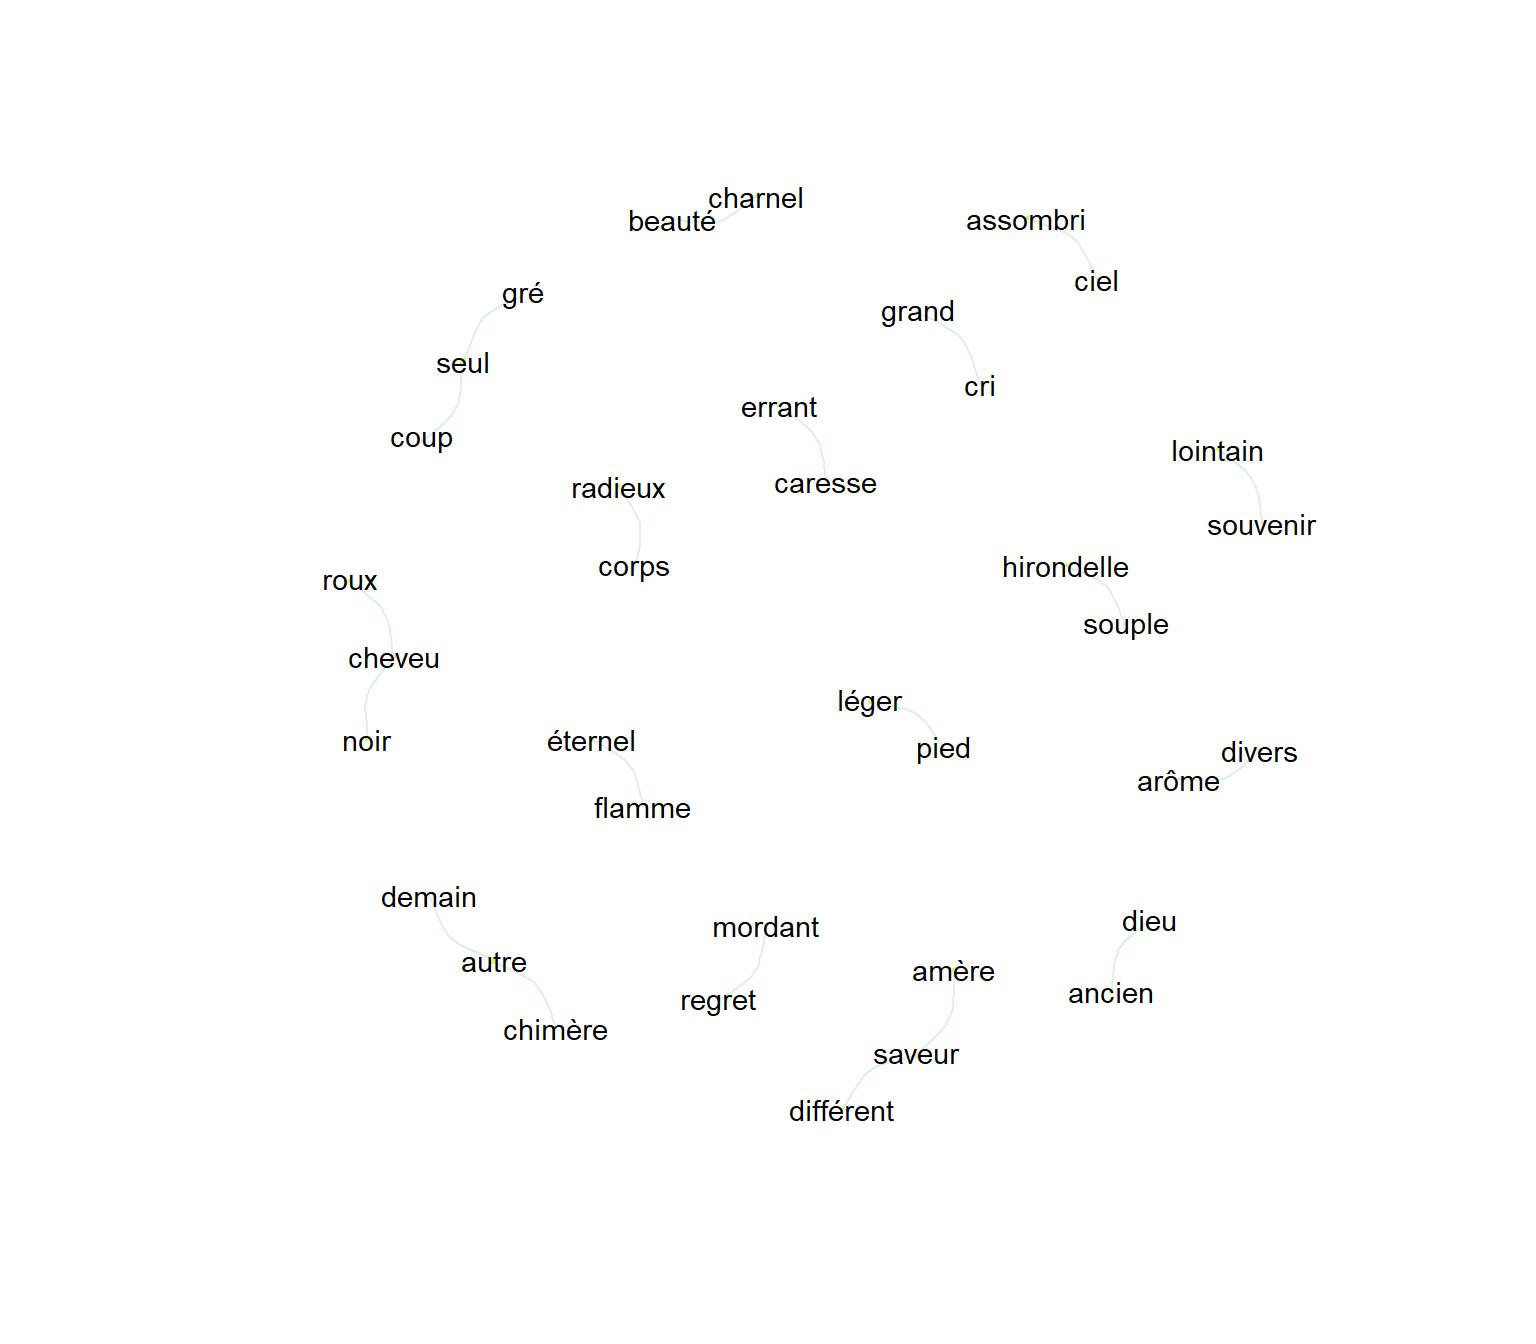 charnel
beauté
assombri
ciel
gré
grand
seul
cri
errant
coup
lointain
caresse
radieux
souvenir
corps
hirondelle
roux
souple
cheveu
léger
noir
éternel
pied
divers
arôme
flamme
demain
dieu
mordant
autre
amère
ancien
regret
chimère
saveur
différent